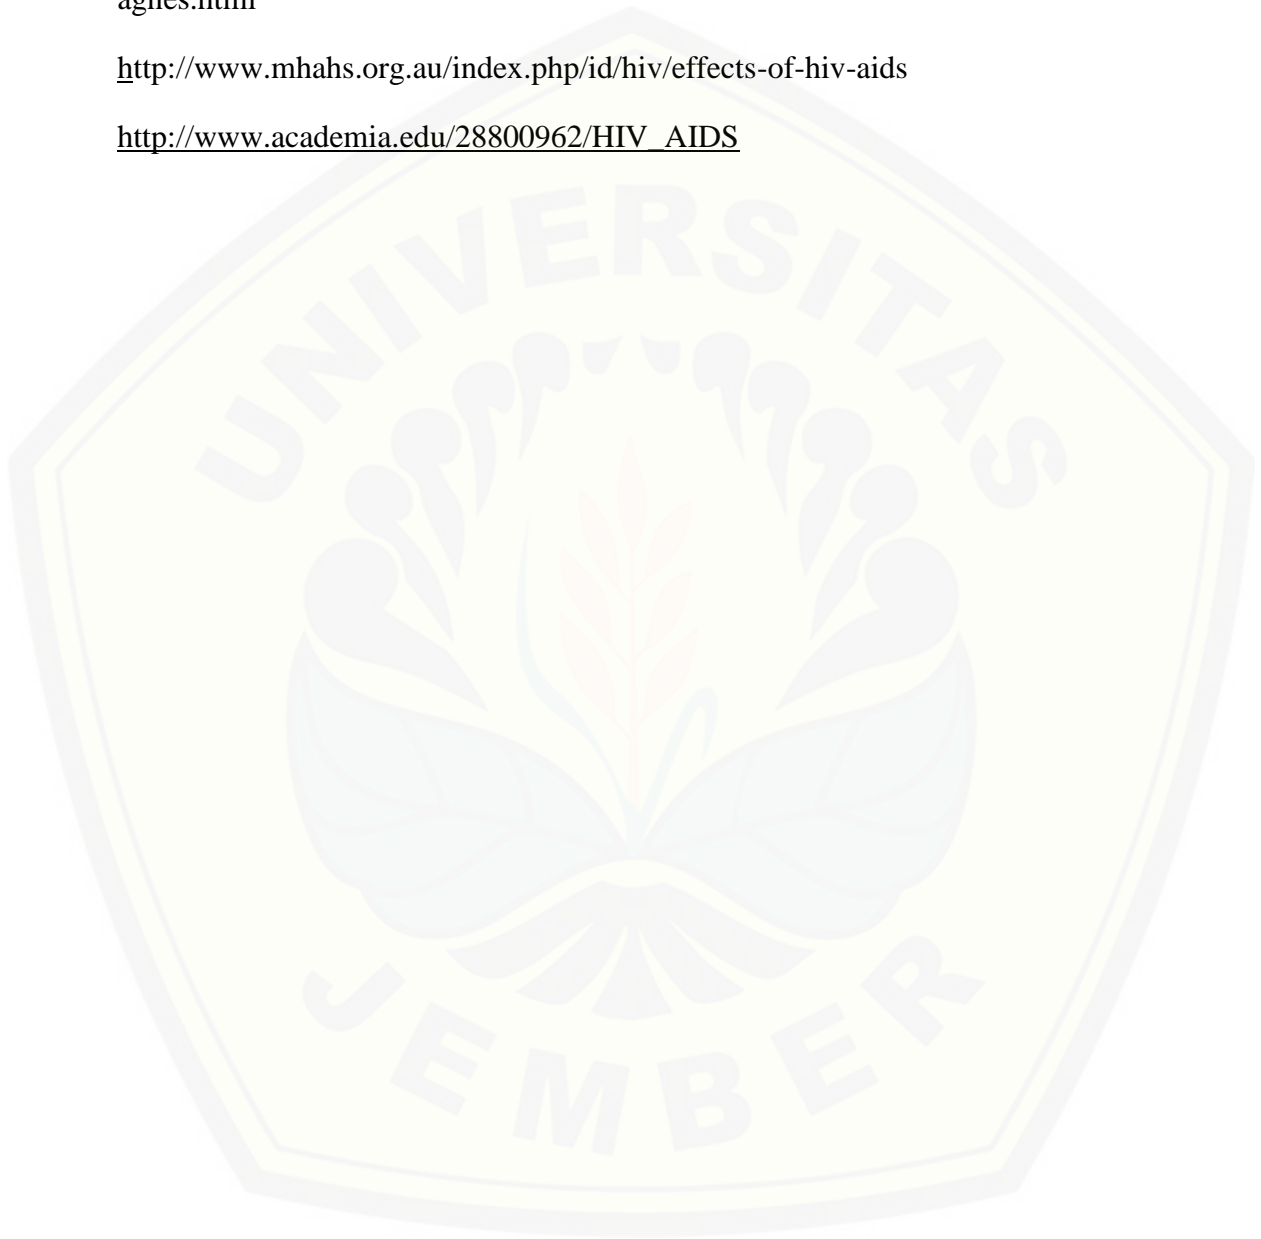 agnes.html
http://www.mhahs.org.au/index.php/id/hiv/effects-of-hiv-aids
http://www.academia.edu/28800962/HIV_AIDS
UNIVERSITAS
JEMBER